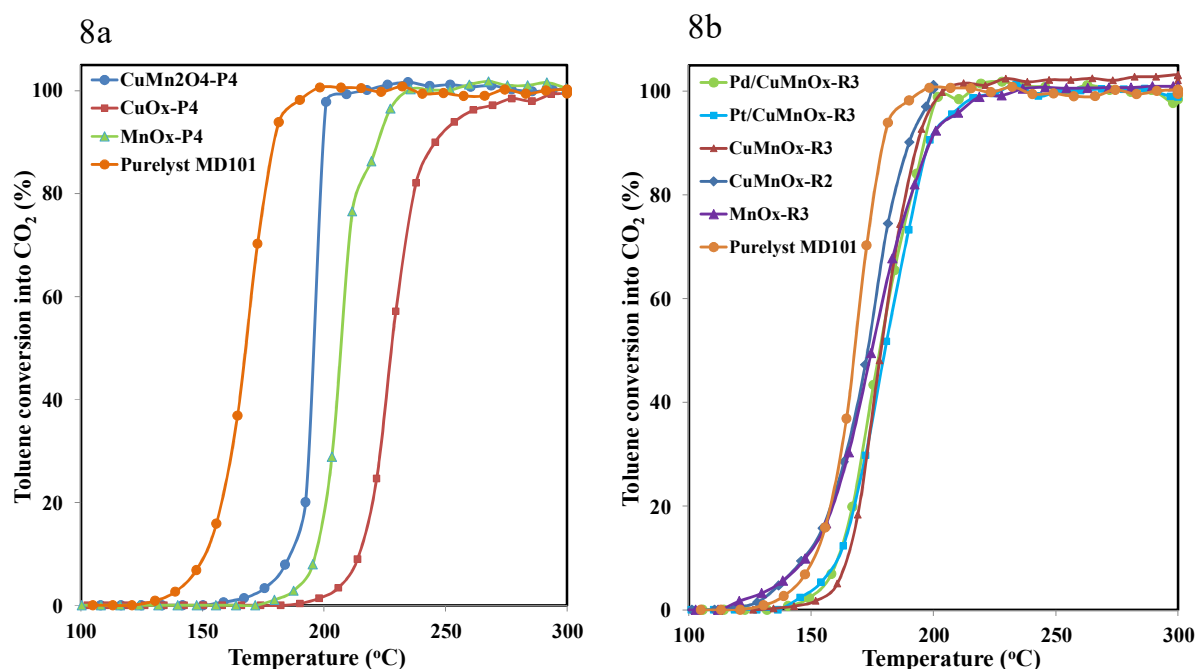 8a
CuMn2O4-P4
CuOx-P4
MnOx-P4
Purelyst MD101
Toluene conversion into CO2 (%)
100
80
60
40
20
0
100
150
200
250
300
Temperature (oC)
8b
Pd/CuMnOx-R3
Pt/CuMnOx-R3
CuMnOx-R3
CuMnOx-R2
MnOx-R3
Purelyst MD101
Toluene conversion into CO2 (%)
100
80
60
40
20
0
100
150
200
250
300
Temperature (oC)